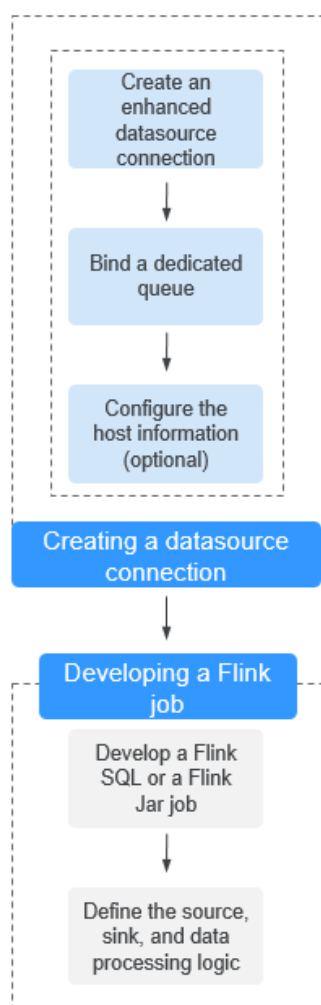 Create an
enhanced
datasource
connection
Bind a dedicated
queue
Configure the
host information
(optional)
Creating a datasource
connection
Developing a Flink
job
Develop a Flink
SQL or a Flink
Jar job
Define the source,
sink, and data
processing logic